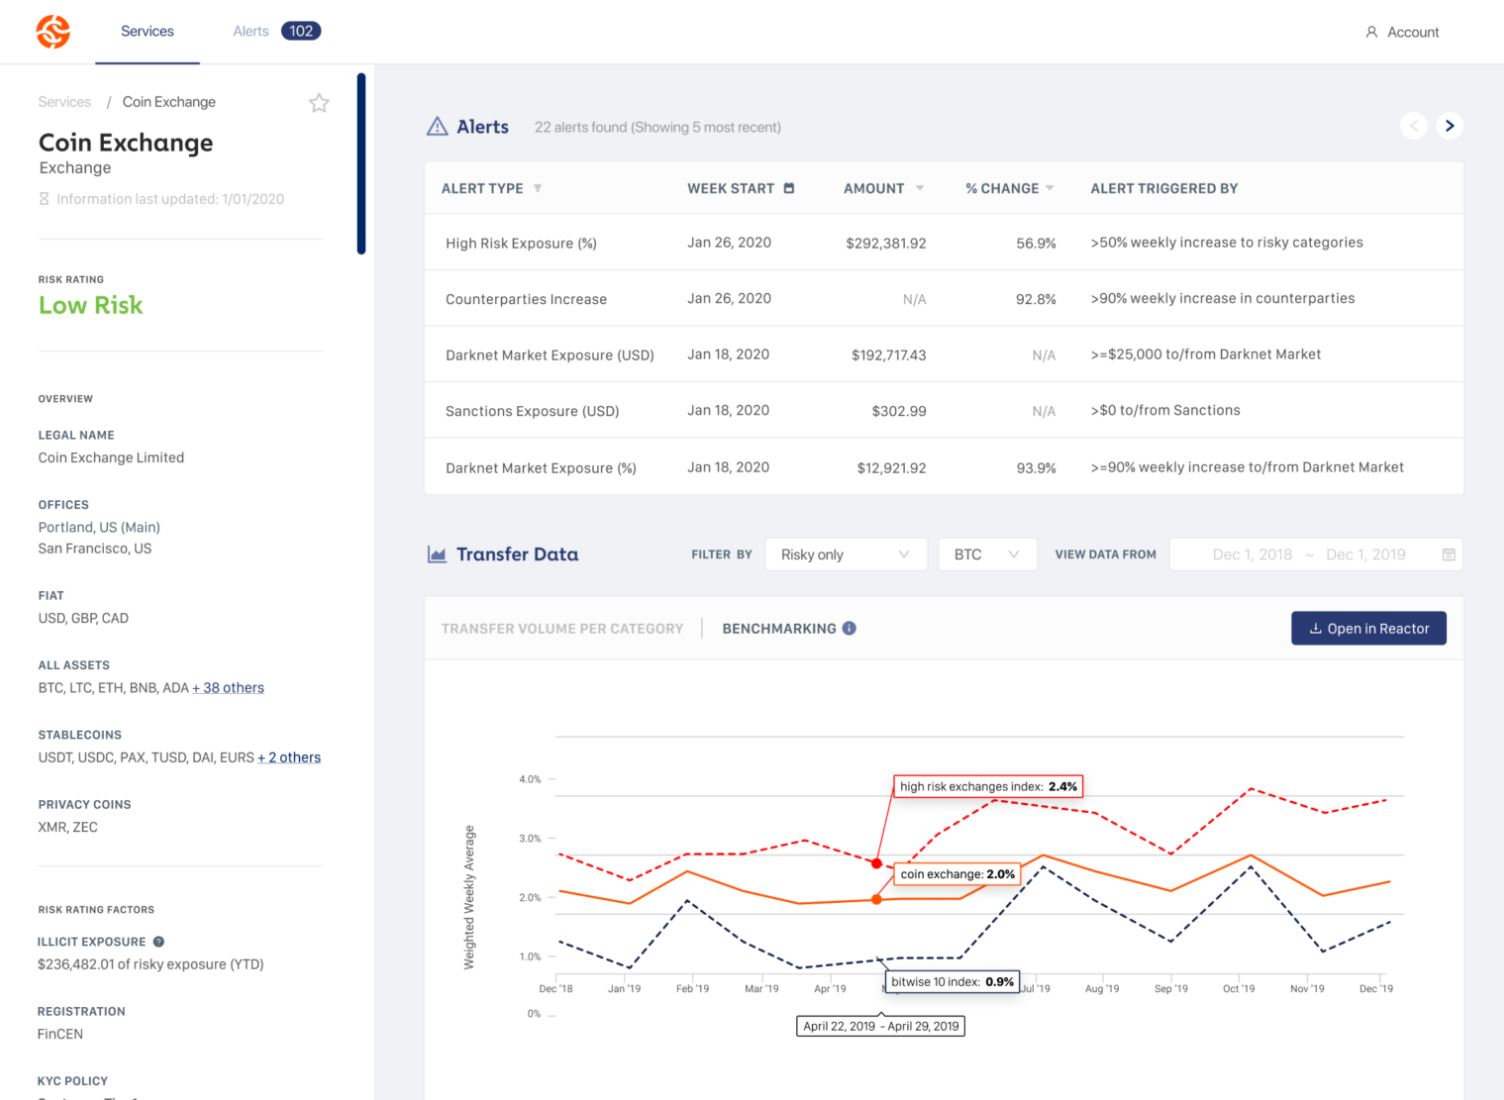 Services
Alerts 102
Account
Services / Coin Exchange
Coin Exchange
Exchange
Information last updated: 1/01/2020
RISK RATING
Low Risk
OVERVIEW
LEGAL NAME
Coin Exchange Limited
OFFICES
Portland, US (Main)
San Francisco, US
FIAT
USD, GBP, CAD
ALL ASSETS
BTC, LTC, ETH, BNB, ADA + 38 others
STABLECOINS
USDT, USDC, PAX, TUSD, DAI, EURS + 2 others
PRIVACY COINS
XMR, ZEC
RISK RATING FACTORS
ILLICIT EXPOSURE ?
$236,482.01 of risky exposure (YTD)
REGISTRATION
FinCEN
KYC POLICY
Alerts 22 alerts found (Showing 5 most recent)
ALERT TYPE WEEK START AMOUNT % CHANGE ALERT TRIGGERED BY
High Risk Exposure (%) Jan 26, 2020 $292,381.92 56.9% >50% weekly increase to risky categories
Counterparties Increase Jan 26, 2020 N/A 92.8% >90% weekly increase in counterparties
Darknet Market Exposure (USD) Jan 18, 2020 $192,717.43 N/A >=$25,000 to/from Darknet Market
Sanctions Exposure (USD) Jan 18, 2020 $302.99 N/A >$0 to/from Sanctions
Darknet Market Exposure (%) Jan 18, 2020 $12,921.92 93.9% >=90% weekly increase to/from Darknet Market
Transfer Data FILTER BY Risky only BTC VIEW DATA FROM Dec 1, 2018 ~ Dec 1, 2019
TRANSFER VOLUME PER CATEGORY | BENCHMARKING i Open in Reactor
Weighted Weekly Average
4.0%
3.0%
2.0%
1.0%
0%
high risk exchanges index: 2.4%
coin exchange: 2.0%
bitwise 10 index: 0.9%
Dec '18 Jan '19 Feb '19 Mar '19 Apr '19 Jul '19 Aug '19 Sep '19 Oct '19 Nov '19 Dec '19
April 22, 2019 - April 29, 2019